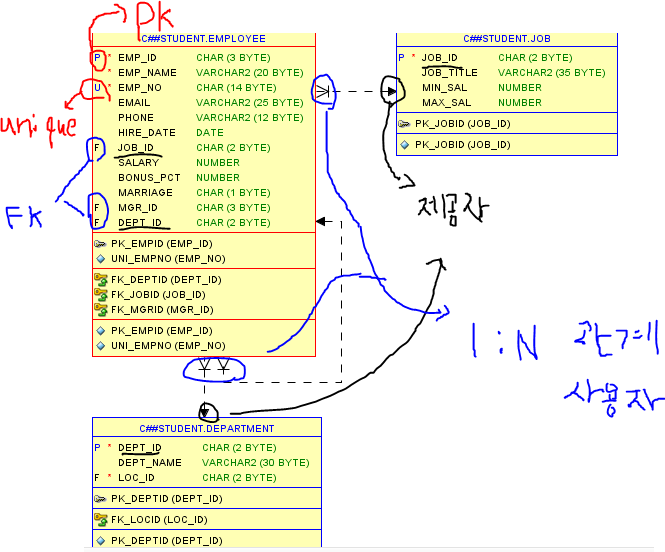 PK
C##STUDENT.EMPLOYEE
P * EMP_ID CHAR (3 BYTE)
* EMP_NAME VARCHAR2 (20 BYTE)
U * EMP_NO CHAR (14 BYTE)
EMAIL VARCHAR2 (25 BYTE)
PHONE VARCHAR2 (12 BYTE)
HIRE_DATE DATE
F JOB_ID CHAR (2 BYTE)
SALARY NUMBER
BONUS_PCT NUMBER
MARRIAGE CHAR (1 BYTE)
F MGR_ID CHAR (3 BYTE)
F DEPT_ID CHAR (2 BYTE)
PK_EMPID (EMP_ID)
UNI_EMPNO (EMP_NO)
FK_DEPTID (DEPT_ID)
FK_JOBID (JOB_ID)
FK_MGRID (MGR_ID)
PK_EMPID (EMP_ID)
UNI_EMPNO (EMP_NO)
unique
FK
C##STUDENT.JOB
P * JOB_ID CHAR (2 BYTE)
JOB_TITLE VARCHAR2 (35 BYTE)
MIN_SAL NUMBER
MAX_SAL NUMBER
PK_JOBID (JOB_ID)
PK_JOBID (JOB_ID)
제공자
1:N 관계
사용자
C##STUDENT.DEPARTMENT
P * DEPT_ID CHAR (2 BYTE)
DEPT_NAME VARCHAR2 (30 BYTE)
F * LOC_ID CHAR (2 BYTE)
PK_DEPTID (DEPT_ID)
FK_LOCID (LOC_ID)
PK_DEPTID (DEPT_ID)